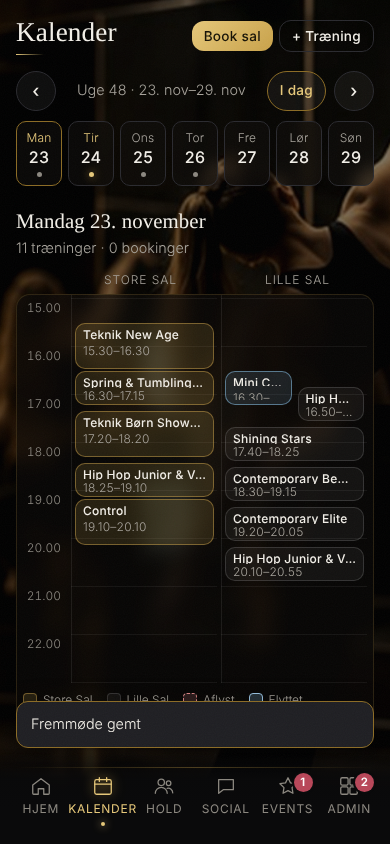 Kalender
Book sal
+ Træning
Uge 48 · 23. nov–29. nov
I dag
Man Tir Ons Tor Fre Lør Søn
23 24 25 26 27 28 29
Mandag 23. november
11 træninger · 0 bookinger
STORE SAL LILLE SAL
15.00
Teknik New Age
15.30–16.30
16.00
Spring & Tumbling...
16.30–17.15
Mini C...
16.30–
Hip H...
16.50–...
17.00
Teknik Børn Show...
17.20–18.20
Shining Stars
17.40–18.25
18.00
Hip Hop Junior & V...
18.25–19.10
Contemporary Be...
18.30–19.15
19.00
Control
19.10–20.10
Contemporary Elite
19.20–20.05
20.00
Hip Hop Junior & V...
20.10–20.55
21.00
22.00
Store Sal Lille Sal Aflyst Flyttet
Fremmøde gemt
1 2
HJEM KALENDER HOLD SOCIAL EVENTS ADMIN